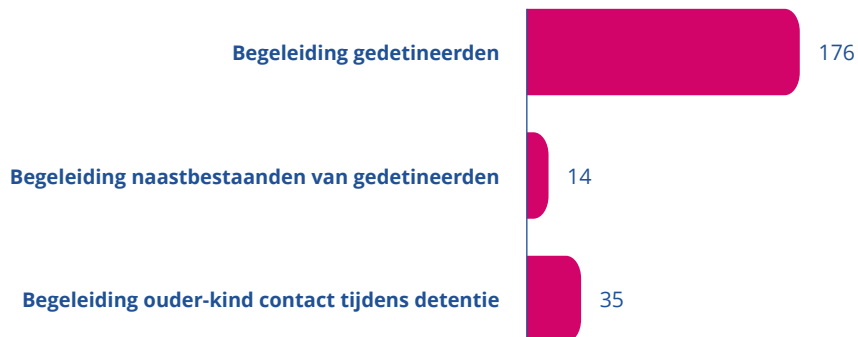 Begeleiding gedetineerden 176
Begeleiding naastbestaanden van gedetineerden 14
Begeleiding ouder-kind contact tijdens detentie 35